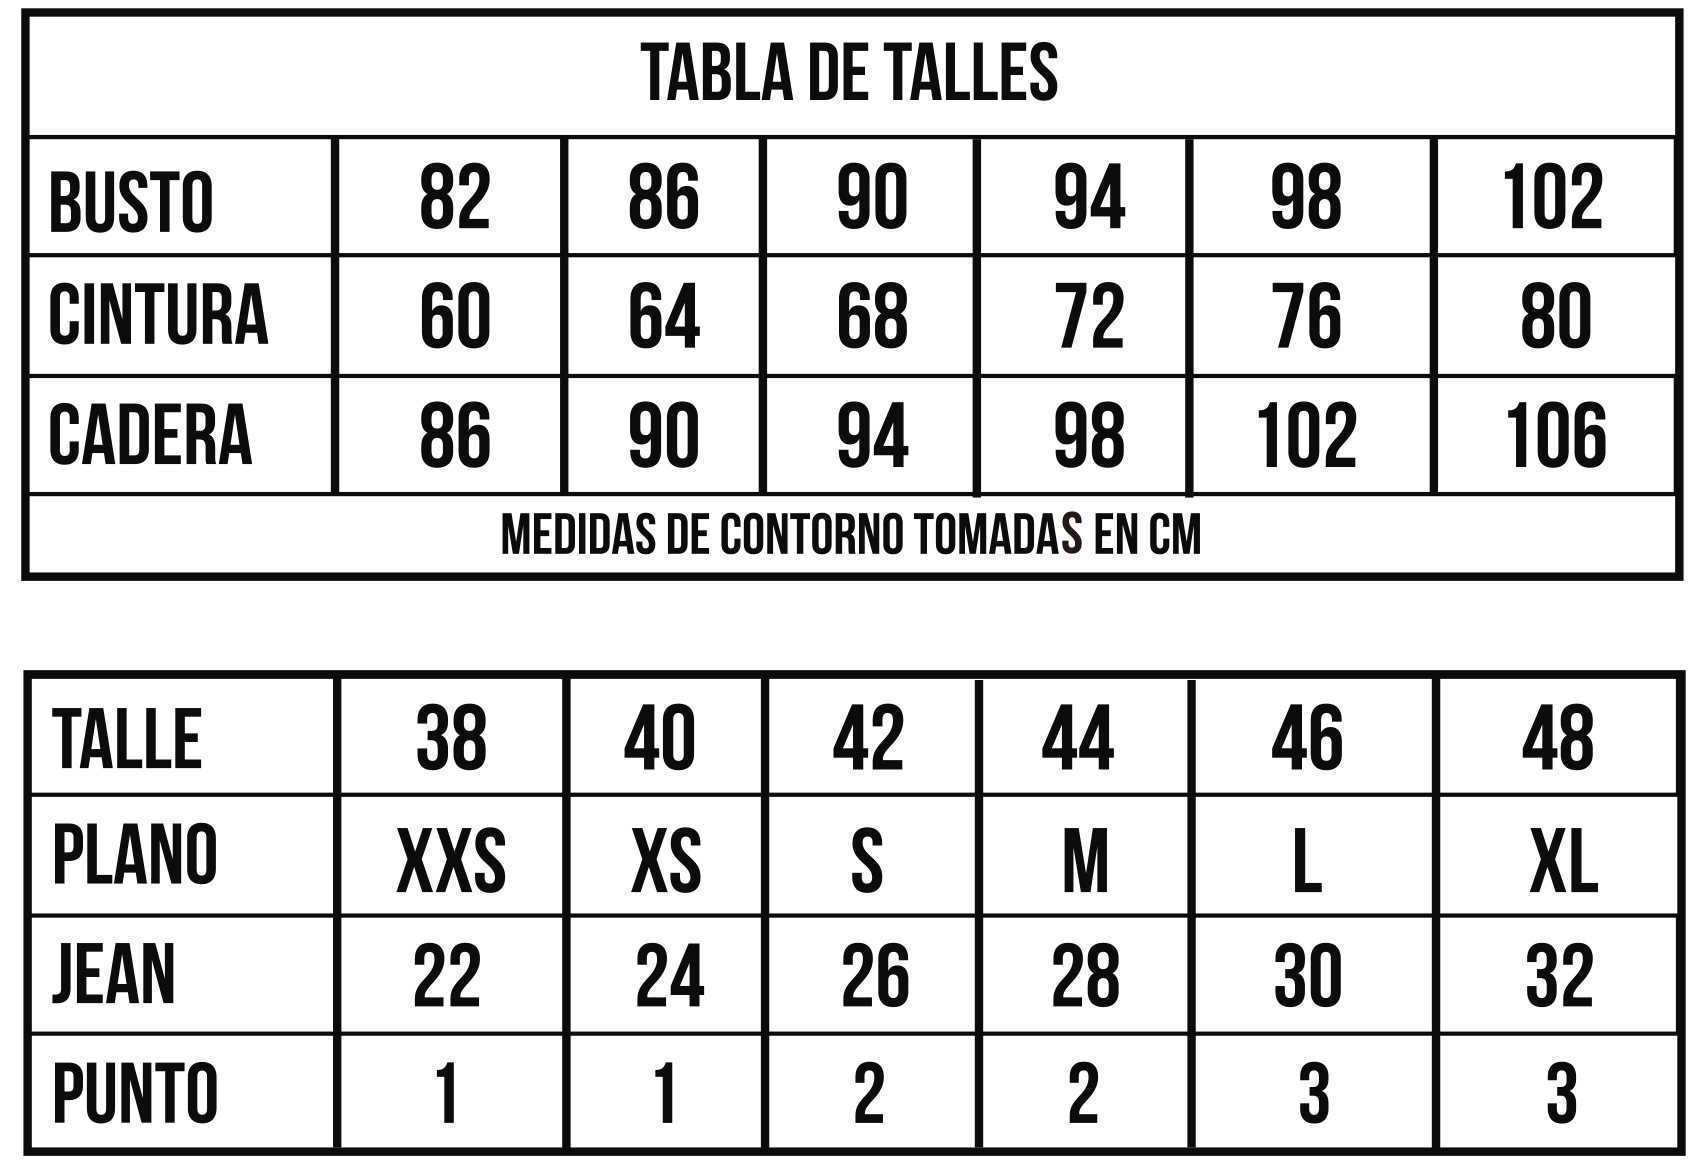 TABLA DE TALLES
BUSTO 82 86 90 94 98 102
CINTURA 60 64 68 72 76 80
CADERA 86 90 94 98 102 106
MEDIDAS DE CONTORNO TOMADAS EN CM
TALLE 38 40 42 44 46 48
PLANO XXS XS S M L XL
JEAN 22 24 26 28 30 32
PUNTO 1 1 2 2 3 3